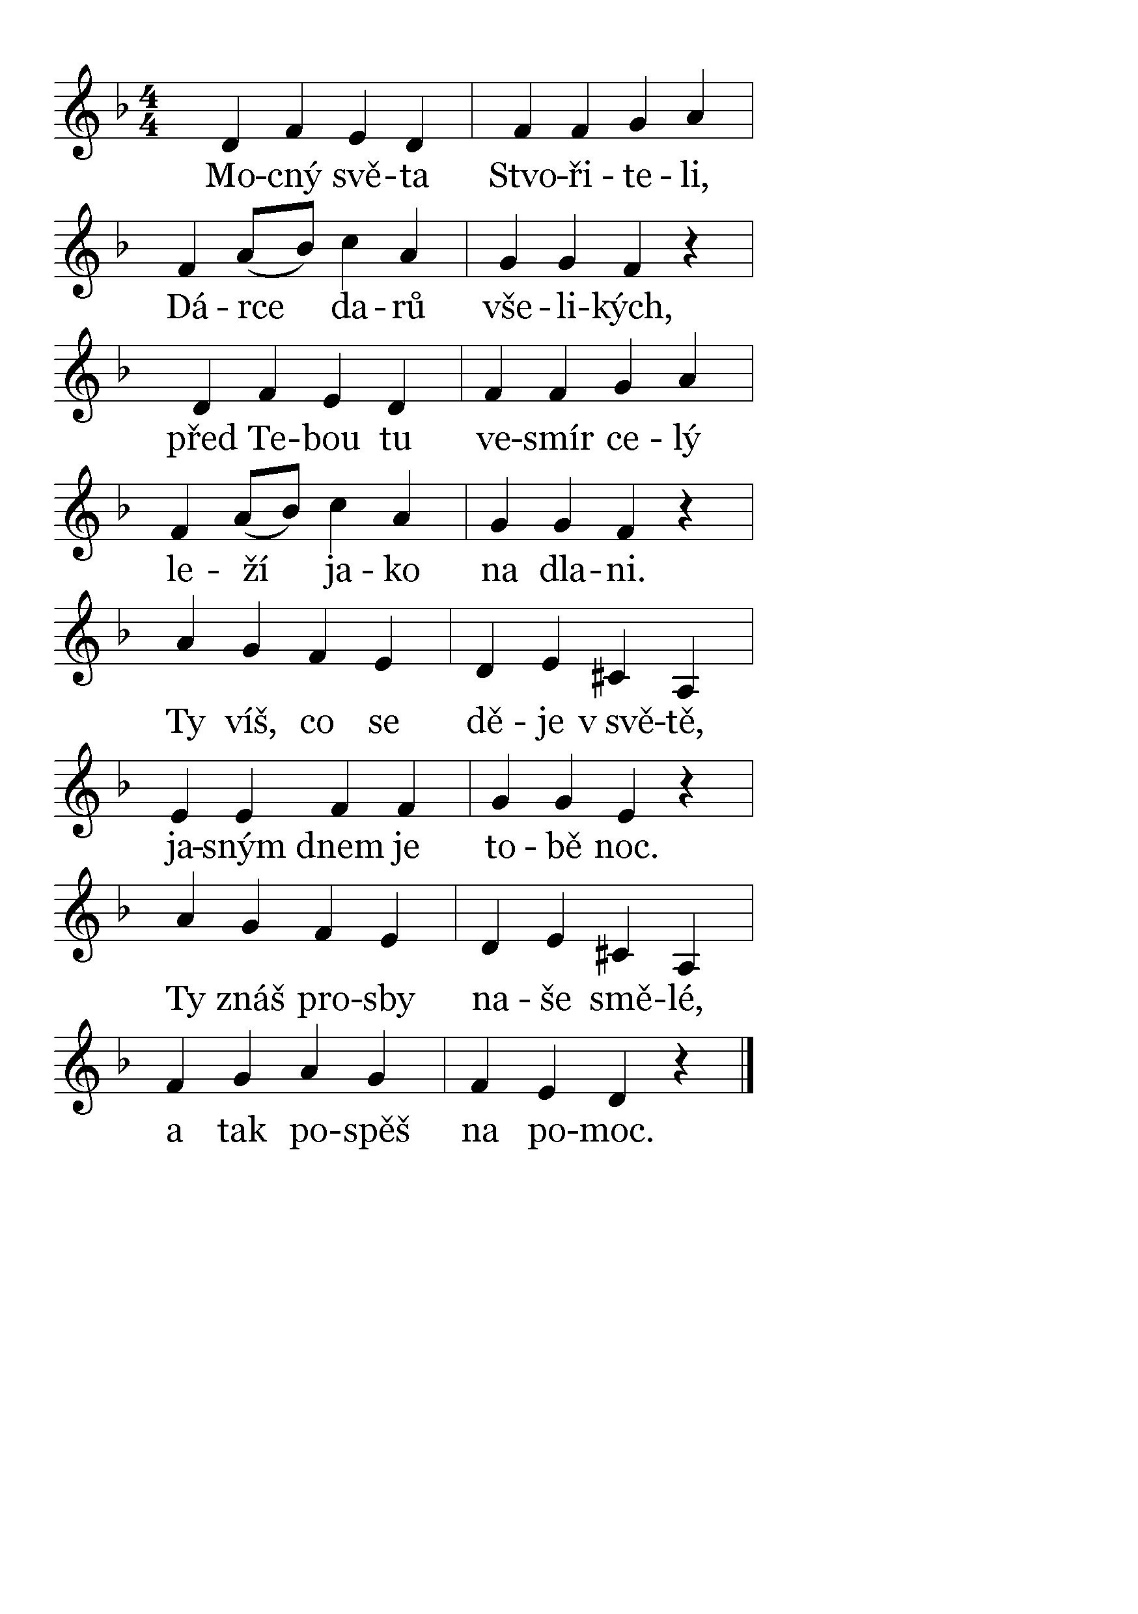 4
4
Mo-cný svě-ta Stvo-ři - te - li,
Dá - rce da - rů vše - li-kých,
před Te-bou tu ve-smír ce - lý
le - ží ja - ko na dla-ni.
Ty víš, co se dě - je v svě-tě,
ja-sným dnem je to - bě noc.
Ty znáš pro-sby na - še smě-lé,
a tak po-spěš na po-moc.